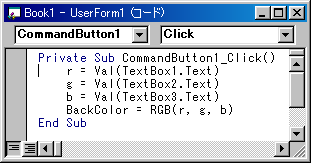 Book1 - UserForm1 (コード)
CommandButton1 Click
Private Sub CommandButton1_Click()
    r = Val(TextBox1.Text)
    g = Val(TextBox2.Text)
    b = Val(TextBox3.Text)
    BackColor = RGB(r, g, b)
End Sub